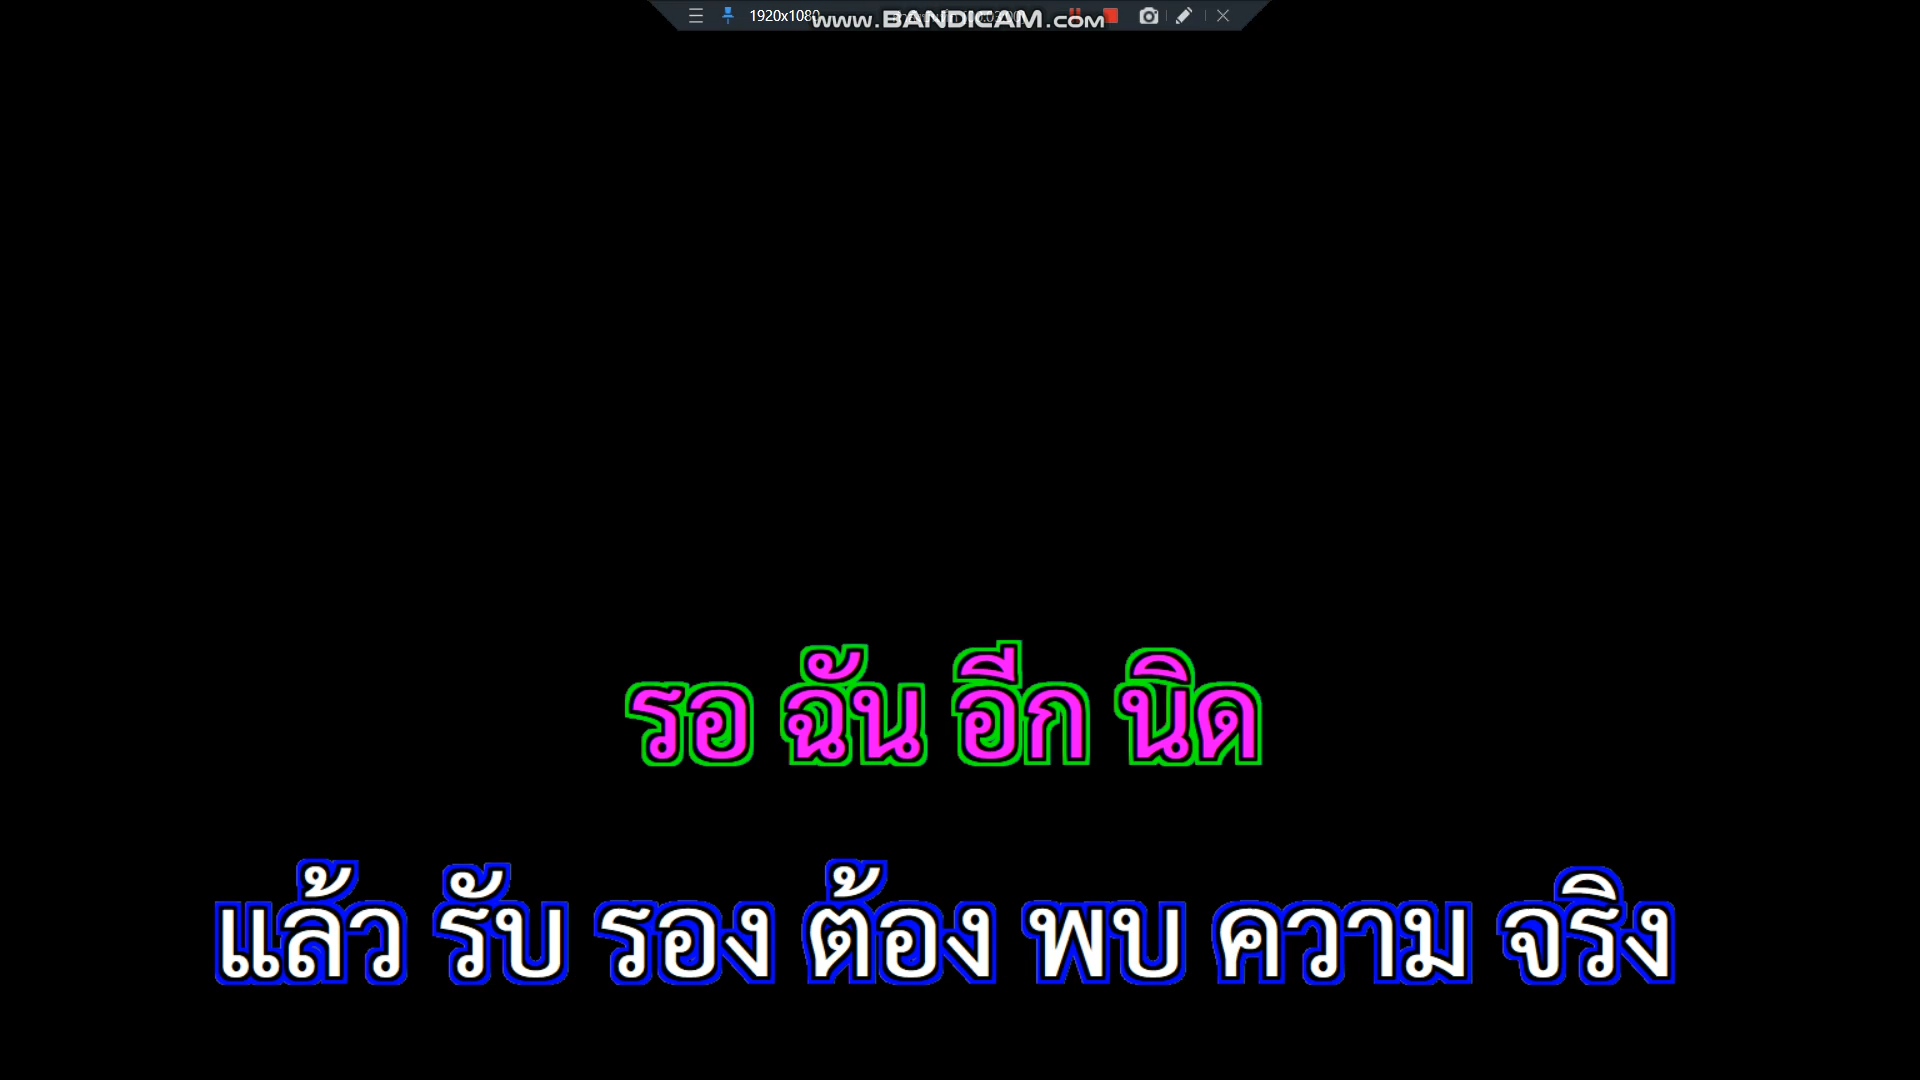 1920x1080
www.BANDICAM.com
รอ ฉัน อีก นิด
แล้ว รับ รอง ต้อง พบ ความ จริง